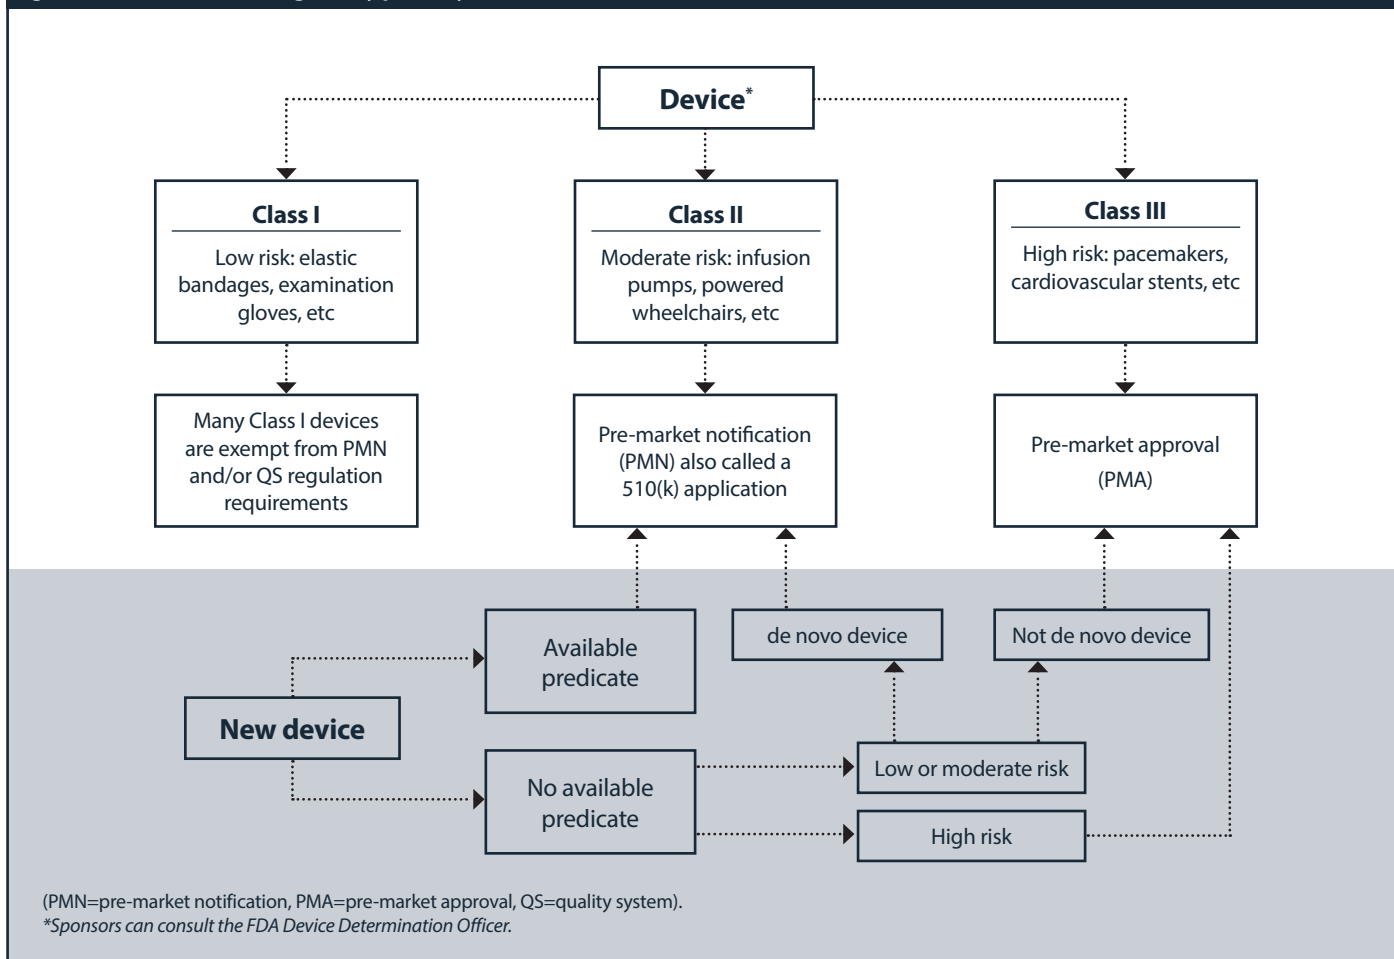 Device*
Class I
Low risk: elastic
bandages, examination
gloves, etc
Class II
Moderate risk: infusion
pumps, powered
wheelchairs, etc
Class III
High risk: pacemakers,
cardiovascular stents, etc
Many Class I devices
are exempt from PMN
and/or QS regulation
requirements
Pre-market notification
(PMN) also called a
510(k) application
Pre-market approval
(PMA)
Available
predicate
de novo device
Not de novo device
New device
No available
predicate
Low or moderate risk
High risk
(PMN=pre-market notification, PMA=pre-market approval, QS=quality system).
*Sponsors can consult the FDA Device Determination Officer.